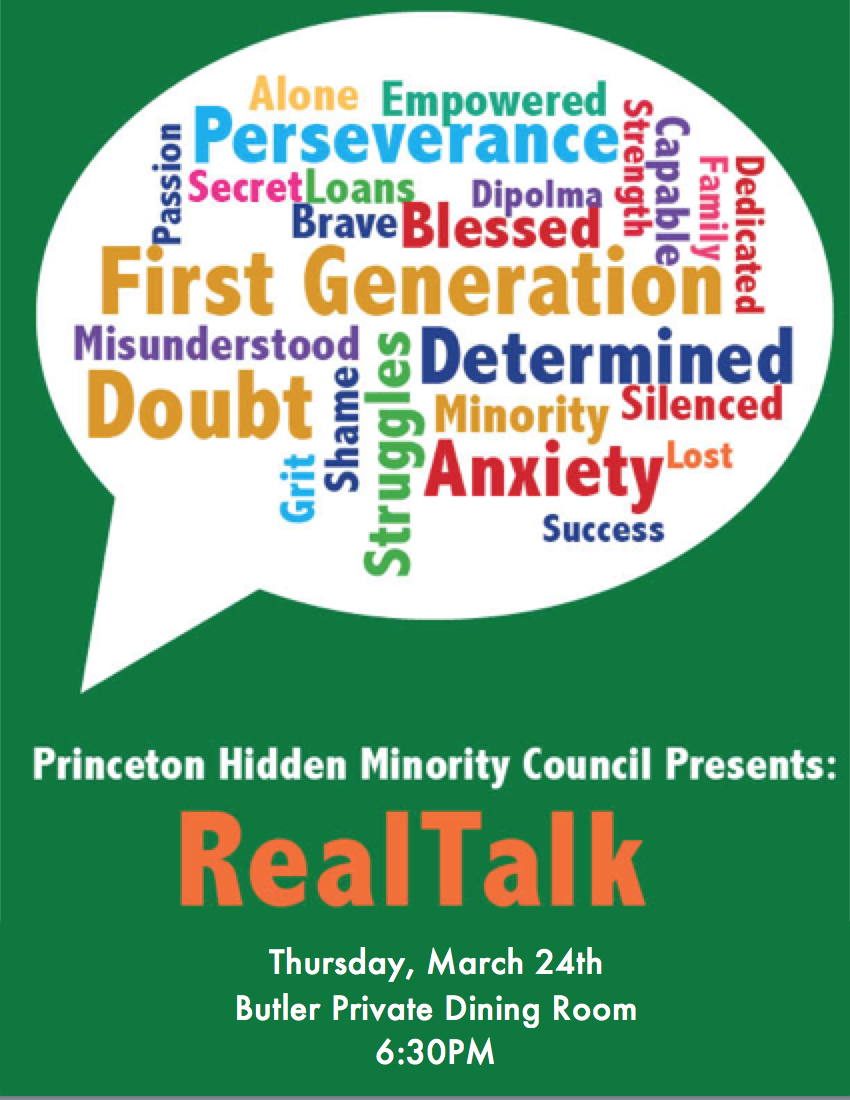 Alone Empowered
Perseverance
Passion
Strength
Capable
Family
Dedicated
Secret Loans
Dipolma
Brave Blessed
First Generation
Misunderstood
Determined
Doubt
Shame
Struggles
Minority
Silenced
Grit
Anxiety
Lost
Success
Princeton Hidden Minority Council Presents:
RealTalk
Thursday, March 24th
Butler Private Dining Room
6:30PM